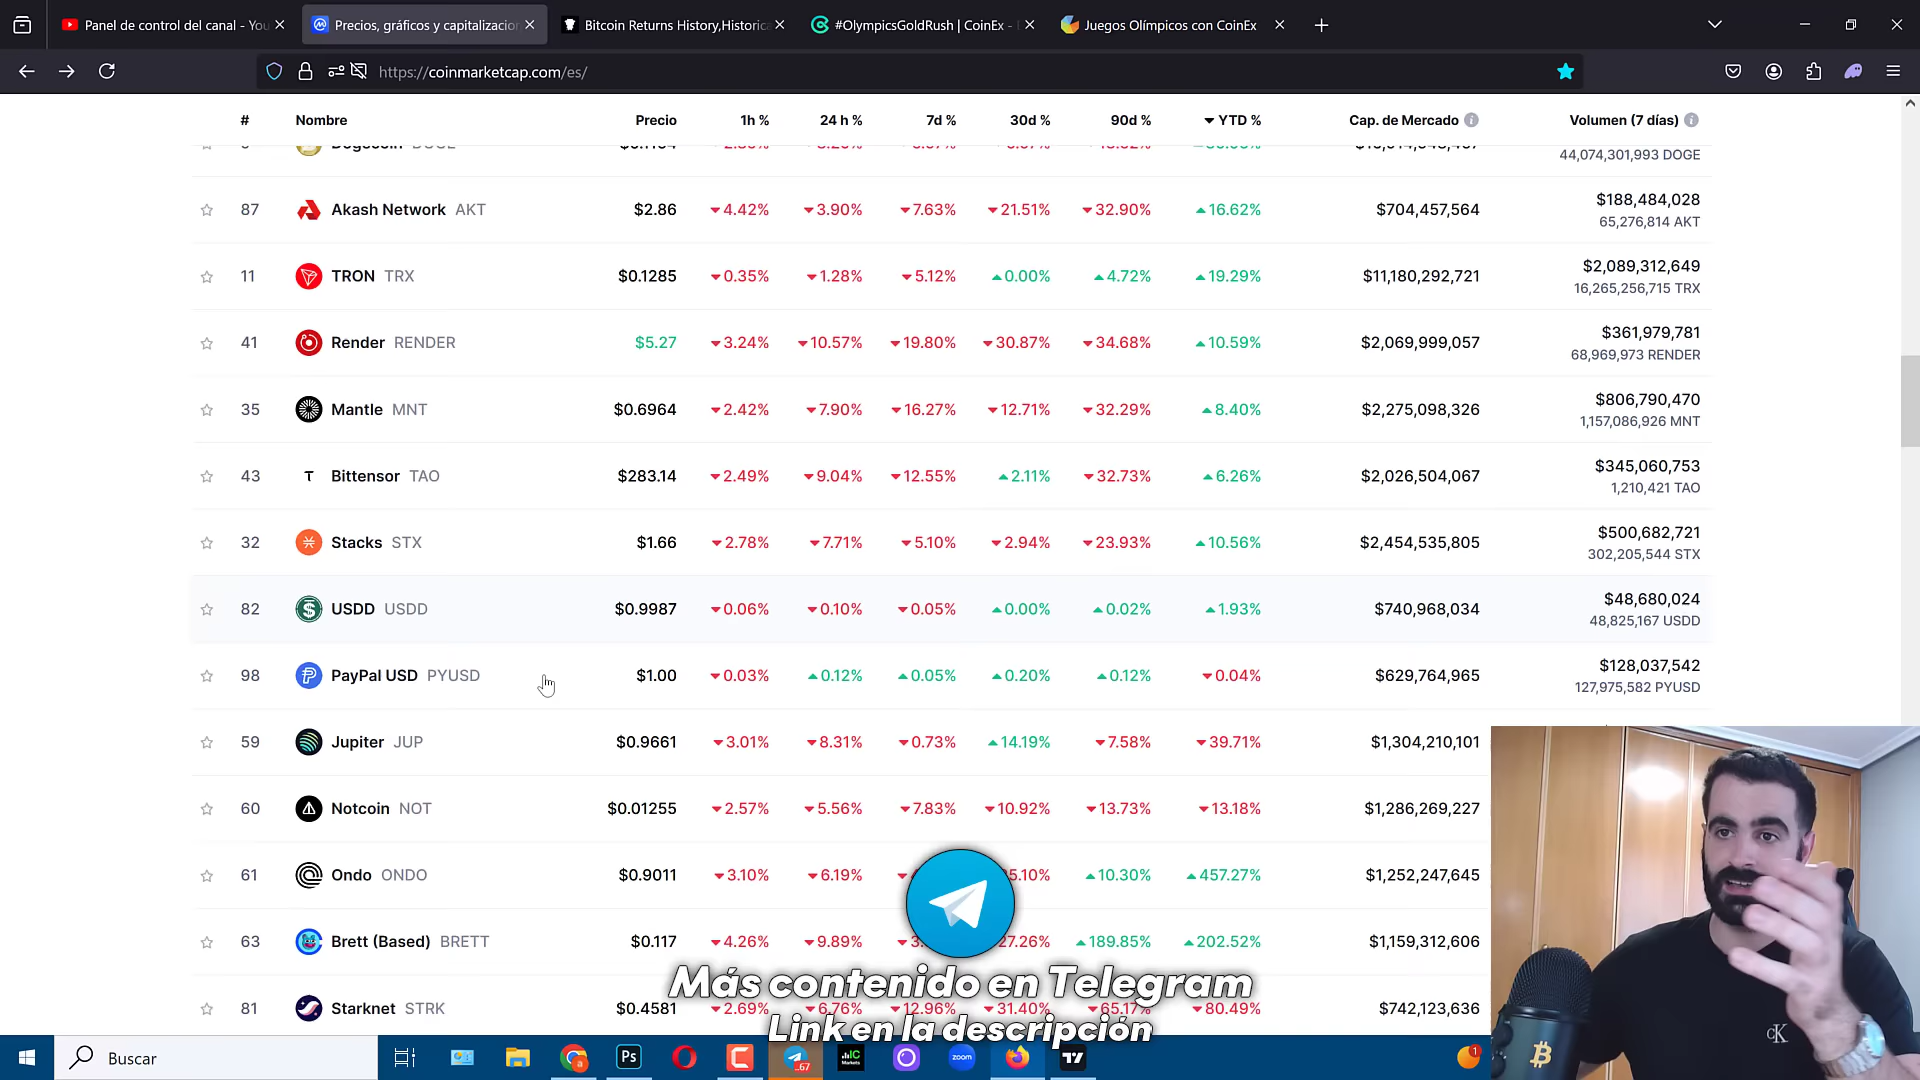 Panel de control del canal - You
Precios, gráficos y capitalizacion
Bitcoin Returns History,Historica
#OlympicsGoldRush | CoinEx -
Juegos Olímpicos con CoinEx
https://coinmarketcap.com/es/
# Nombre Precio 1h % 24 h % 7d % 30d % 90d % YTD % Cap. de Mercado Volumen (7 días)
Dogecoin DOGE
44,074,301,993 DOGE
87 Akash Network AKT $2.86 4.42% 3.90% 7.63% 21.51% 32.90% 16.62% $704,457,564 $188,484,028
65,276,814 AKT
11 TRON TRX $0.1285 0.35% 1.28% 5.12% 0.00% 4.72% 19.29% $11,180,292,721 $2,089,312,649
16,265,256,715 TRX
41 Render RENDER $5.27 3.24% 10.57% 19.80% 30.87% 34.68% 10.59% $2,069,999,057 $361,979,781
68,969,973 RENDER
35 Mantle MNT $0.6964 2.42% 7.90% 16.27% 12.71% 32.29% 8.40% $2,275,098,326 $806,790,470
1,157,086,926 MNT
43 T Bittensor TAO $283.14 2.49% 9.04% 12.55% 2.11% 32.73% 6.26% $2,026,504,067 $345,060,753
1,210,421 TAO
32 Stacks STX $1.66 2.78% 7.71% 5.10% 2.94% 23.93% 10.56% $2,454,535,805 $500,682,721
302,205,544 STX
82 USDD USDD $0.9987 0.06% 0.10% 0.05% 0.00% 0.02% 1.93% $740,968,034 $48,680,024
48,825,167 USDD
98 PayPal USD PYUSD $1.00 0.03% 0.12% 0.05% 0.20% 0.12% 0.04% $629,764,965 $128,037,542
127,975,582 PYUSD
59 Jupiter JUP $0.9661 3.01% 8.31% 0.73% 14.19% 7.58% 39.71% $1,304,210,101
60 Notcoin NOT $0.01255 2.57% 5.56% 7.83% 10.92% 13.73% 13.18% $1,286,269,227
61 Ondo ONDO $0.9011 3.10% 6.19% 5.10% 10.30% 457.27% $1,252,247,645
63 Brett (Based) BRETT $0.117 4.26% 9.89% 27.26% 189.85% 202.52% $1,159,312,606
81 Starknet STRK $0.4581 2.69% 6.76% 12.96% 31.40% 65.17% 80.49% $742,123,636
Más contenido en Telegram
Link en la descripción
Buscar
Ps
IC
Markets
zoom
67
1
cK